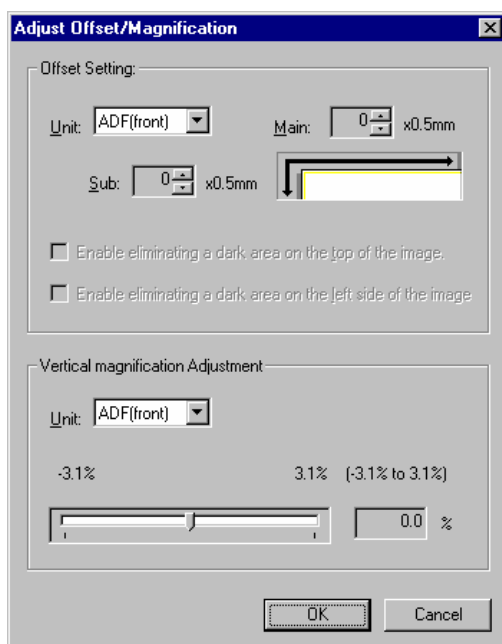 Adjust Offset/Magnification
Offset Setting:
Unit: ADF(front) Main: 0 x0.5mm
Sub: 0 x0.5mm
Enable eliminating a dark area on the top of the image.
Enable eliminating a dark area on the left side of the image
Vertical magnification Adjustment
Unit: ADF(front)
-3.1% 3.1% (-3.1% to 3.1%)
0.0 %
OK Cancel